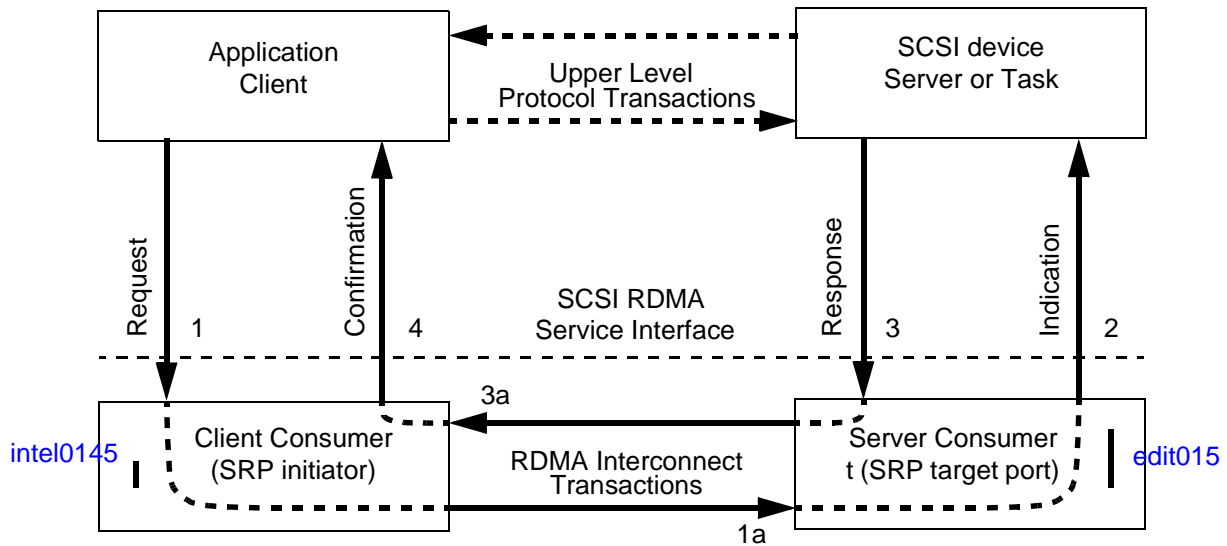 Application
Client
SCSI device
Server or Task
Upper Level
Protocol Transactions
Request
1
Confirmation
4
SCSI RDMA
Service Interface
Response
3
Indication
2
3a
intel0145
Client Consumer
(SRP initiator)
RDMA Interconnect
Transactions
Server Consumer
t (SRP target port)
edit015
1a